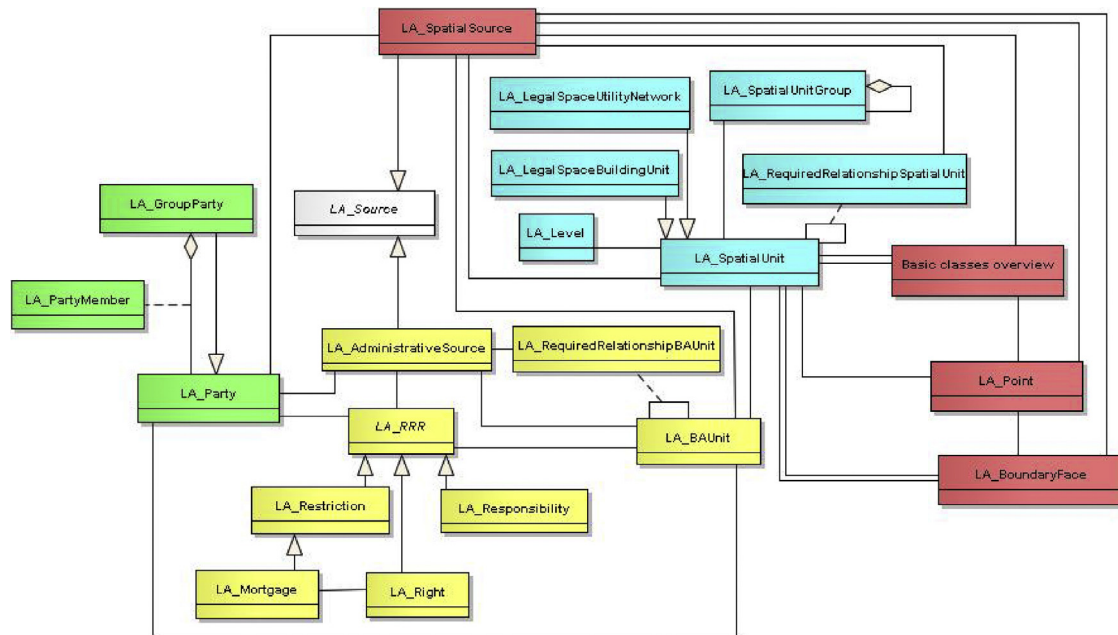 LA_SpatialSource
LA_LegalSpaceUtilityNetwork
LA_SpatialUnitGroup
LA_LegalSpaceBuildingUnit
LA_RequiredRelationshipSpatialUnit
LA_GroupParty
LA_Source
LA_Level
LA_SpatialUnit
Basic classes overview
LA_PartyMember
LA_AdministrativeSource
LA_RequiredRelationshipBAUnit
LA_Party
LA_Point
LA_RRR
LA_BAUnit
LA_BoundaryFace
LA_Restriction
LA_Responsibility
LA_Mortgage
LA_Right